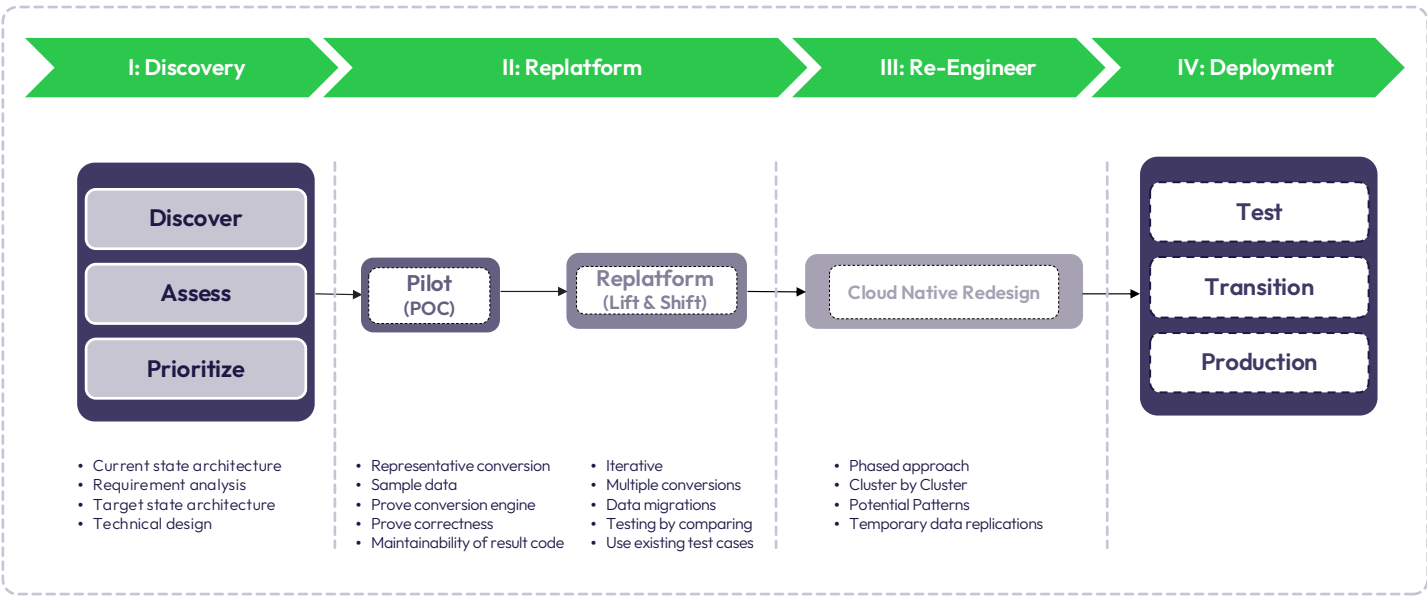 I: Discovery
II: Replatform
III: Re-Engineer
IV: Deployment
Discover
Assess
Prioritize
Pilot
(POC)
Replatform
(Lift & Shift)
Cloud Native Redesign
Test
Transition
Production
• Current state architecture
• Requirement analysis
• Target state architecture
• Technical design
• Representative conversion
• Sample data
• Prove conversion engine
• Prove correctness
• Maintainability of result code
• Iterative
• Multiple conversions
• Data migrations
• Testing by comparing
• Use existing test cases
• Phased approach
• Cluster by Cluster
• Potential Patterns
• Temporary data replications